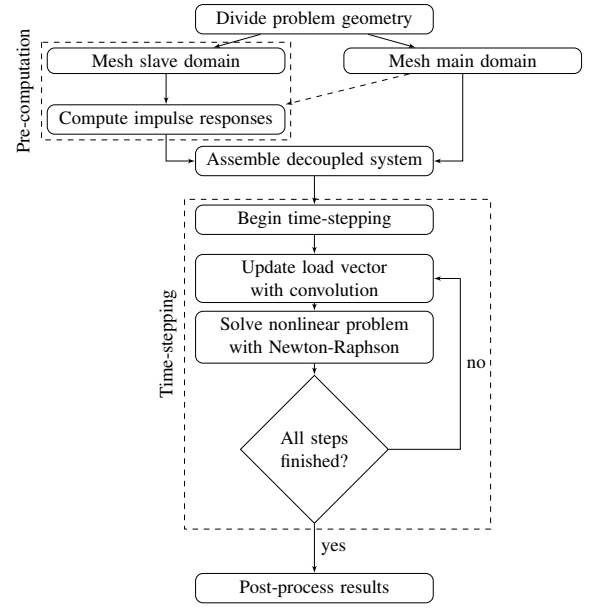 Divide problem geometry
Mesh slave domain
Mesh main domain
Pre-computation
Compute impulse responses
Assemble decoupled system
Begin time-stepping
Update load vector
with convolution
Time-stepping
Solve nonlinear problem
with Newton-Raphson
no
All steps
finished?
yes
Post-process results